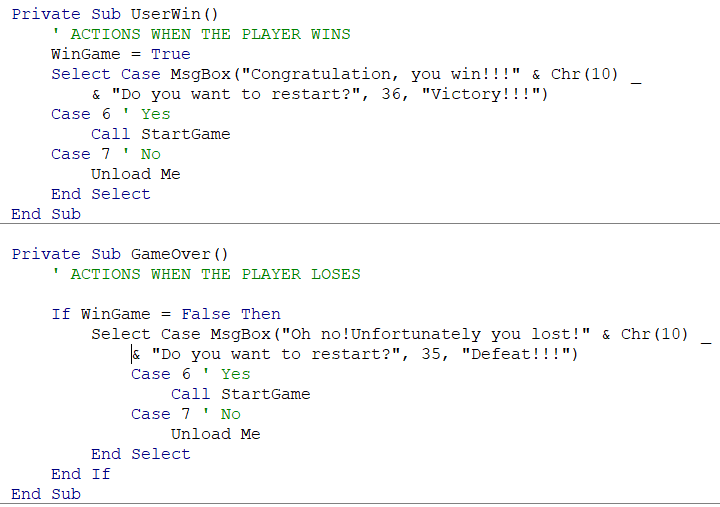 Private Sub UserWin()
    ' ACTIONS WHEN THE PLAYER WINS
    WinGame = True
    Select Case MsgBox("Congratulation, you win!!!" & Chr(10) _
        & "Do you want to restart?", 36, "Victory!!!")
    Case 6 ' Yes
        Call StartGame
    Case 7 ' No
        Unload Me
    End Select
End Sub
Private Sub GameOver()
    ' ACTIONS WHEN THE PLAYER LOSES
    If WinGame = False Then
        Select Case MsgBox("Oh no!Unfortunately you lost!" & Chr(10) _
            & "Do you want to restart?", 35, "Defeat!!!")
            Case 6 ' Yes
                Call StartGame
            Case 7 ' No
                Unload Me
        End Select
    End If
End Sub